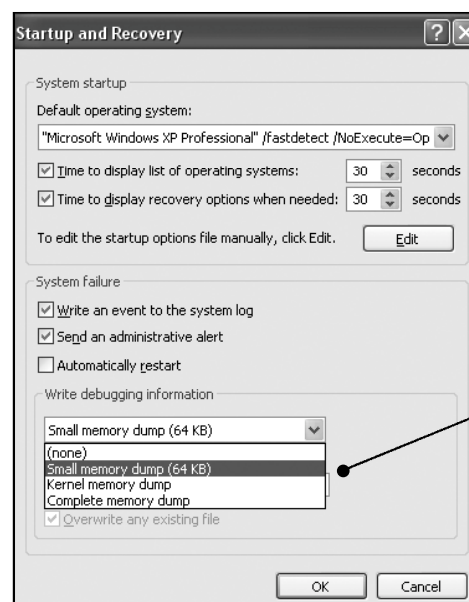 Startup and Recovery
System startup
Default operating system:
"Microsoft Windows XP Professional" /fastdetect /NoExecute=Op
Time to display list of operating systems: 30 seconds
Time to display recovery options when needed: 30 seconds
To edit the startup options file manually, click Edit. Edit
System failure
Write an event to the system log
Send an administrative alert
Automatically restart
Write debugging information
Small memory dump (64 KB)
(none)
Small memory dump (64 KB)
Kernel memory dump
Complete memory dump
Overwrite any existing file
OK Cancel